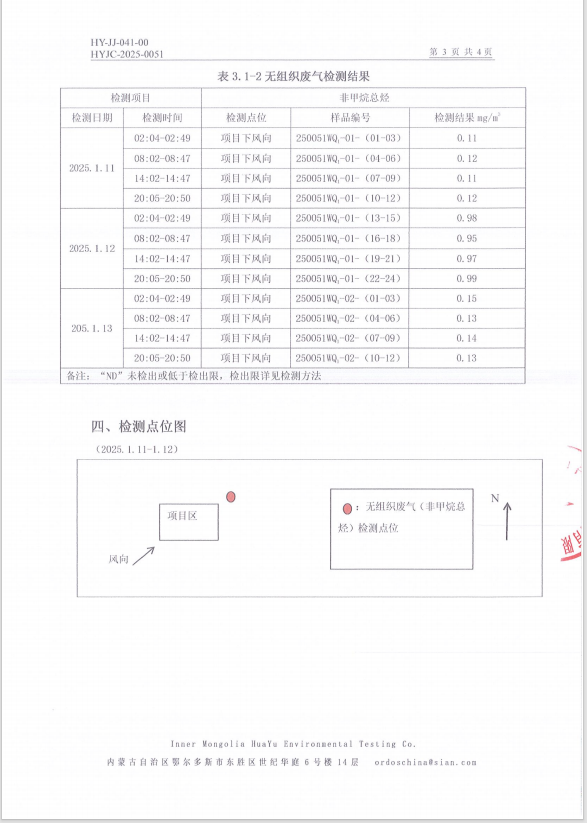 HY-JJ-041-00
HYJC-2025-0051
第 3 页 共 4 页
表 3.1-2 无组织废气检测结果
检测项目 非甲烷总烃
检测日期 检测时间 检测点位 样品编号 检测结果 mg/m³
2025.1.11
02:04-02:49 项目下风向 250051WQ₁-01-（01-03） 0.11
08:02-08:47 项目下风向 250051WQ₁-01-（04-06） 0.12
14:02-14:47 项目下风向 250051WQ₁-01-（07-09） 0.11
20:05-20:50 项目下风向 250051WQ₁-01-（10-12） 0.12
2025.1.12
02:04-02:49 项目下风向 250051WQ₁-01-（13-15） 0.98
08:02-08:47 项目下风向 250051WQ₁-01-（16-18） 0.95
14:02-14:47 项目下风向 250051WQ₁-01-（19-21） 0.97
20:05-20:50 项目下风向 250051WQ₁-01-（22-24） 0.99
205.1.13
02:04-02:49 项目下风向 250051WQ₁-02-（01-03） 0.15
08:02-08:47 项目下风向 250051WQ₁-02-（04-06） 0.13
14:02-14:47 项目下风向 250051WQ₁-02-（07-09） 0.14
20:05-20:50 项目下风向 250051WQ₁-02-（10-12） 0.13
备注：“ND”未检出或低于检出限，检出限详见检测方法
四、检测点位图
（2025.1.11-1.12）
项目区
风向
：无组织废气（非甲烷总
烃）检测点位
N
限
Inner Mongolia HuaYu Environmental Testing Co.
内蒙古自治区鄂尔多斯市东胜区世纪华庭 6 号楼 14 层 ordoschina@sian.com